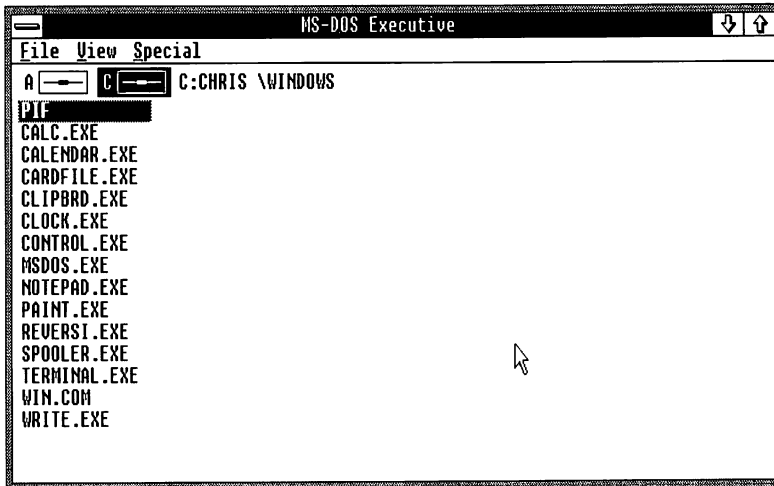 MS-DOS Executive
File View Special
A C C:CHRIS \WINDOWS
PIF
CALC.EXE
CALENDAR.EXE
CARDFILE.EXE
CLIPBRD.EXE
CLOCK.EXE
CONTROL.EXE
MSDOS.EXE
NOTEPAD.EXE
PAINT.EXE
REVERSI.EXE
SPOOLER.EXE
TERMINAL.EXE
WIN.COM
WRITE.EXE